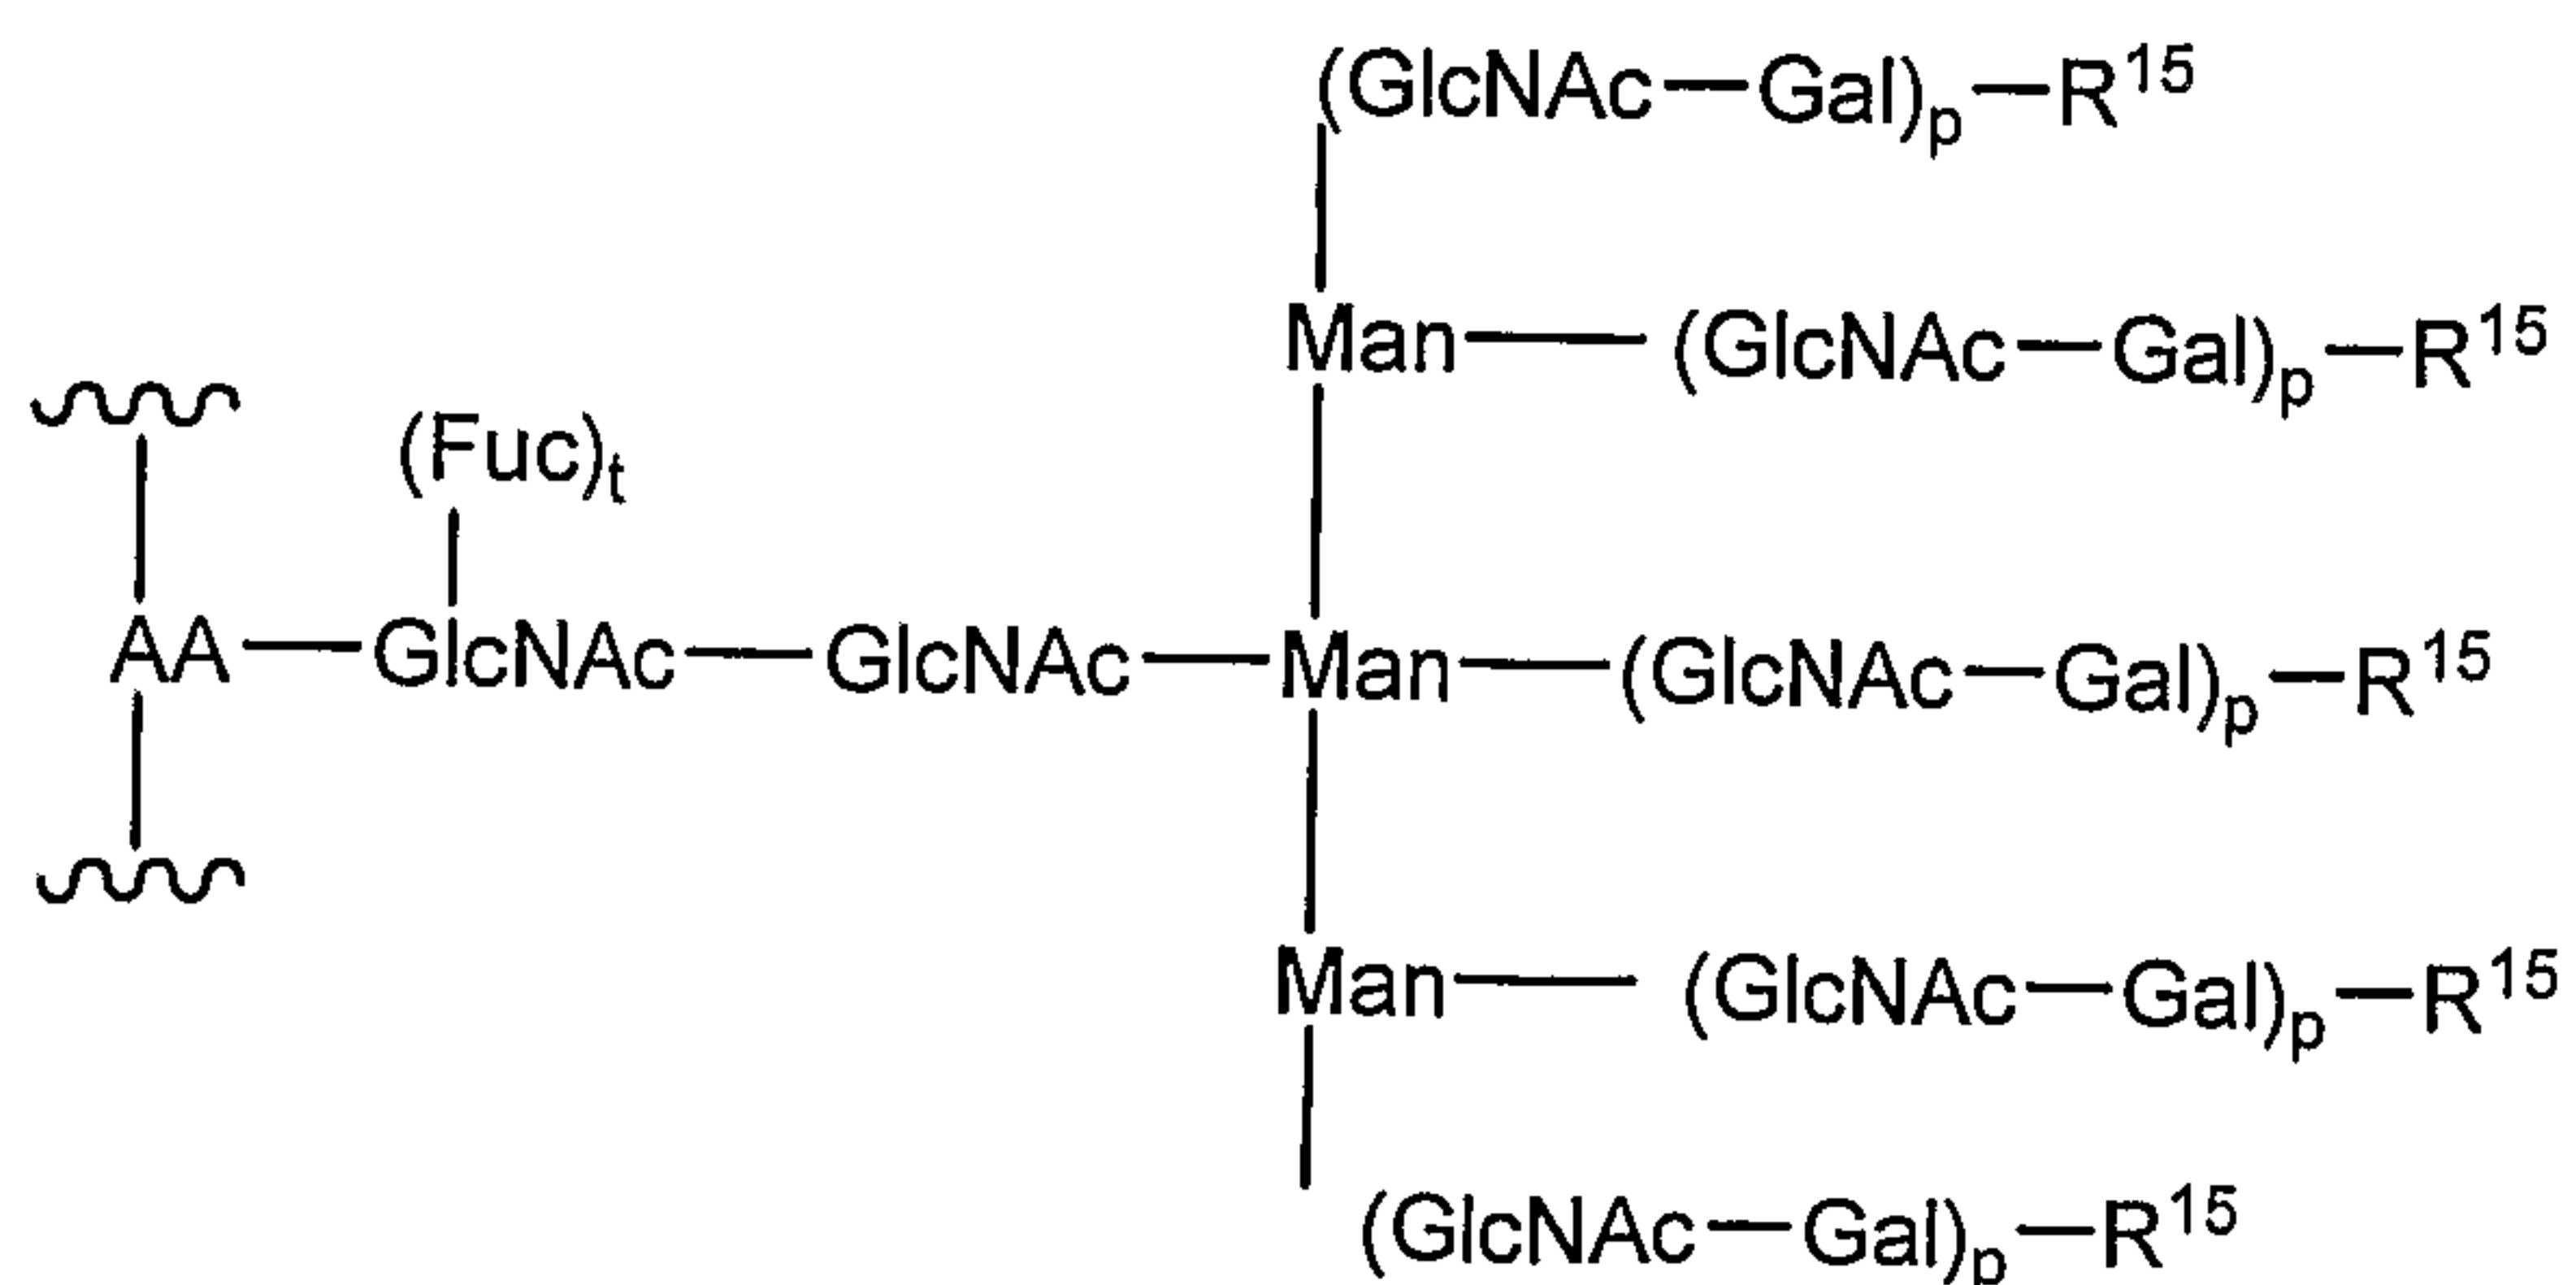 (GlcNAc—Gal)p—R15
Man—(GlcNAc—Gal)p—R15
(Fuc)t
AA—GlcNAc—GlcNAc—Man—(GlcNAc—Gal)p—R15
Man—(GlcNAc—Gal)p—R15
(GlcNAc—Gal)p—R15